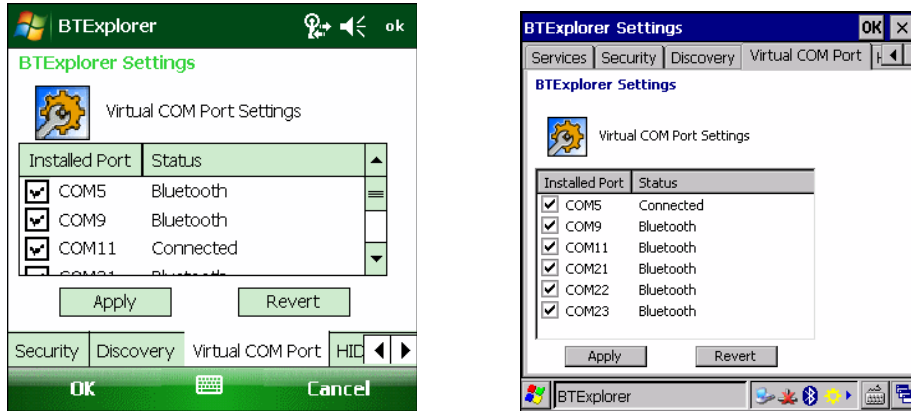 BTExplorer ok
BTExplorer Settings
Virtual COM Port Settings
Installed Port Status
COM5 Bluetooth
COM9 Bluetooth
COM11 Connected
COM21 Bluetooth
Apply Revert
Security Discovery Virtual COM Port HID
OK Cancel
BTExplorer Settings OK
Services Security Discovery Virtual COM Port
BTExplorer Settings
Virtual COM Port Settings
Installed Port Status
COM5 Connected
COM9 Bluetooth
COM11 Bluetooth
COM21 Bluetooth
COM22 Bluetooth
COM23 Bluetooth
Apply Revert
BTExplorer